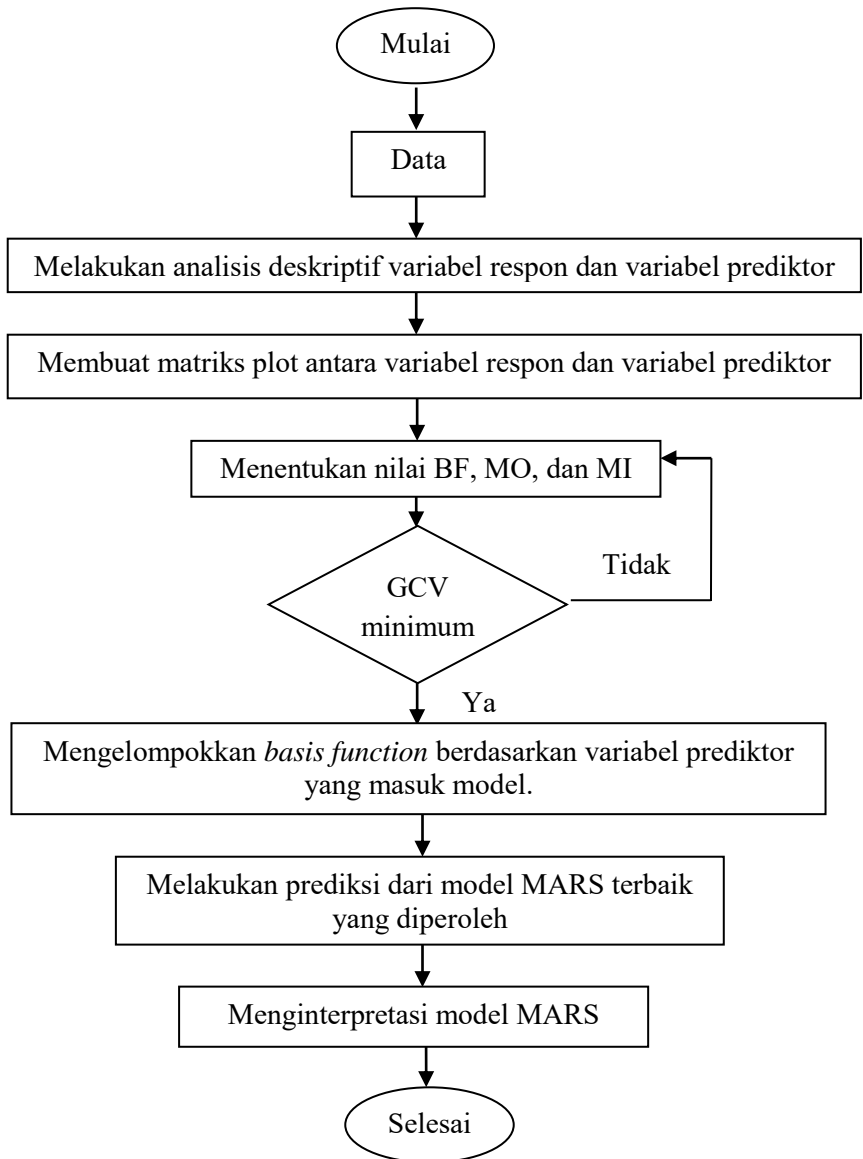 Mulai
Data
Melakukan analisis deskriptif variabel respon dan variabel prediktor
Membuat matriks plot antara variabel respon dan variabel prediktor
Menentukan nilai BF, MO, dan MI
Tidak
GCV
minimum
Ya
Mengelompokkan basis function berdasarkan variabel prediktor
yang masuk model.
Melakukan prediksi dari model MARS terbaik
yang diperoleh
Menginterpretasi model MARS
Selesai